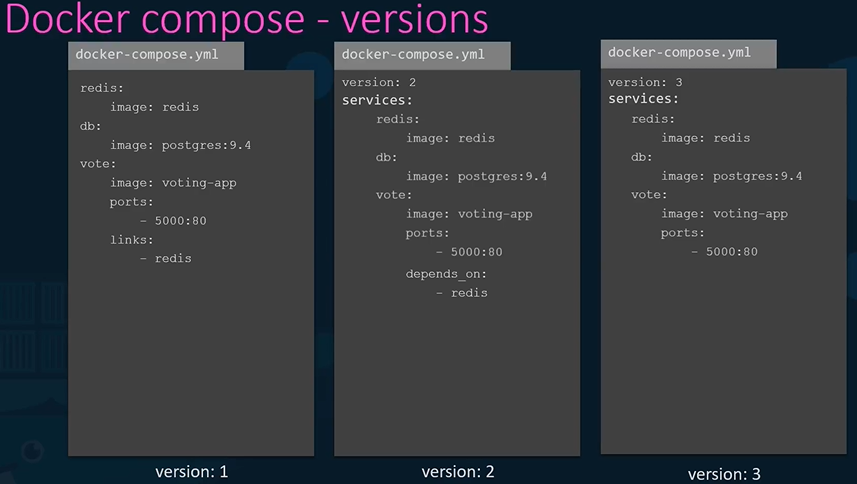 Docker compose - versions
docker-compose.yml
redis:
image: redis
db:
image: postgres:9.4
vote:
image: voting-app
ports:
- 5000:80
links:
- redis
version: 1
docker-compose.yml
version: 2
services:
redis:
image: redis
db:
image: postgres:9.4
vote:
image: voting-app
ports:
- 5000:80
depends_on:
- redis
version: 2
docker-compose.yml
version: 3
services:
redis:
image: redis
db:
image: postgres:9.4
vote:
image: voting-app
ports:
- 5000:80
version: 3